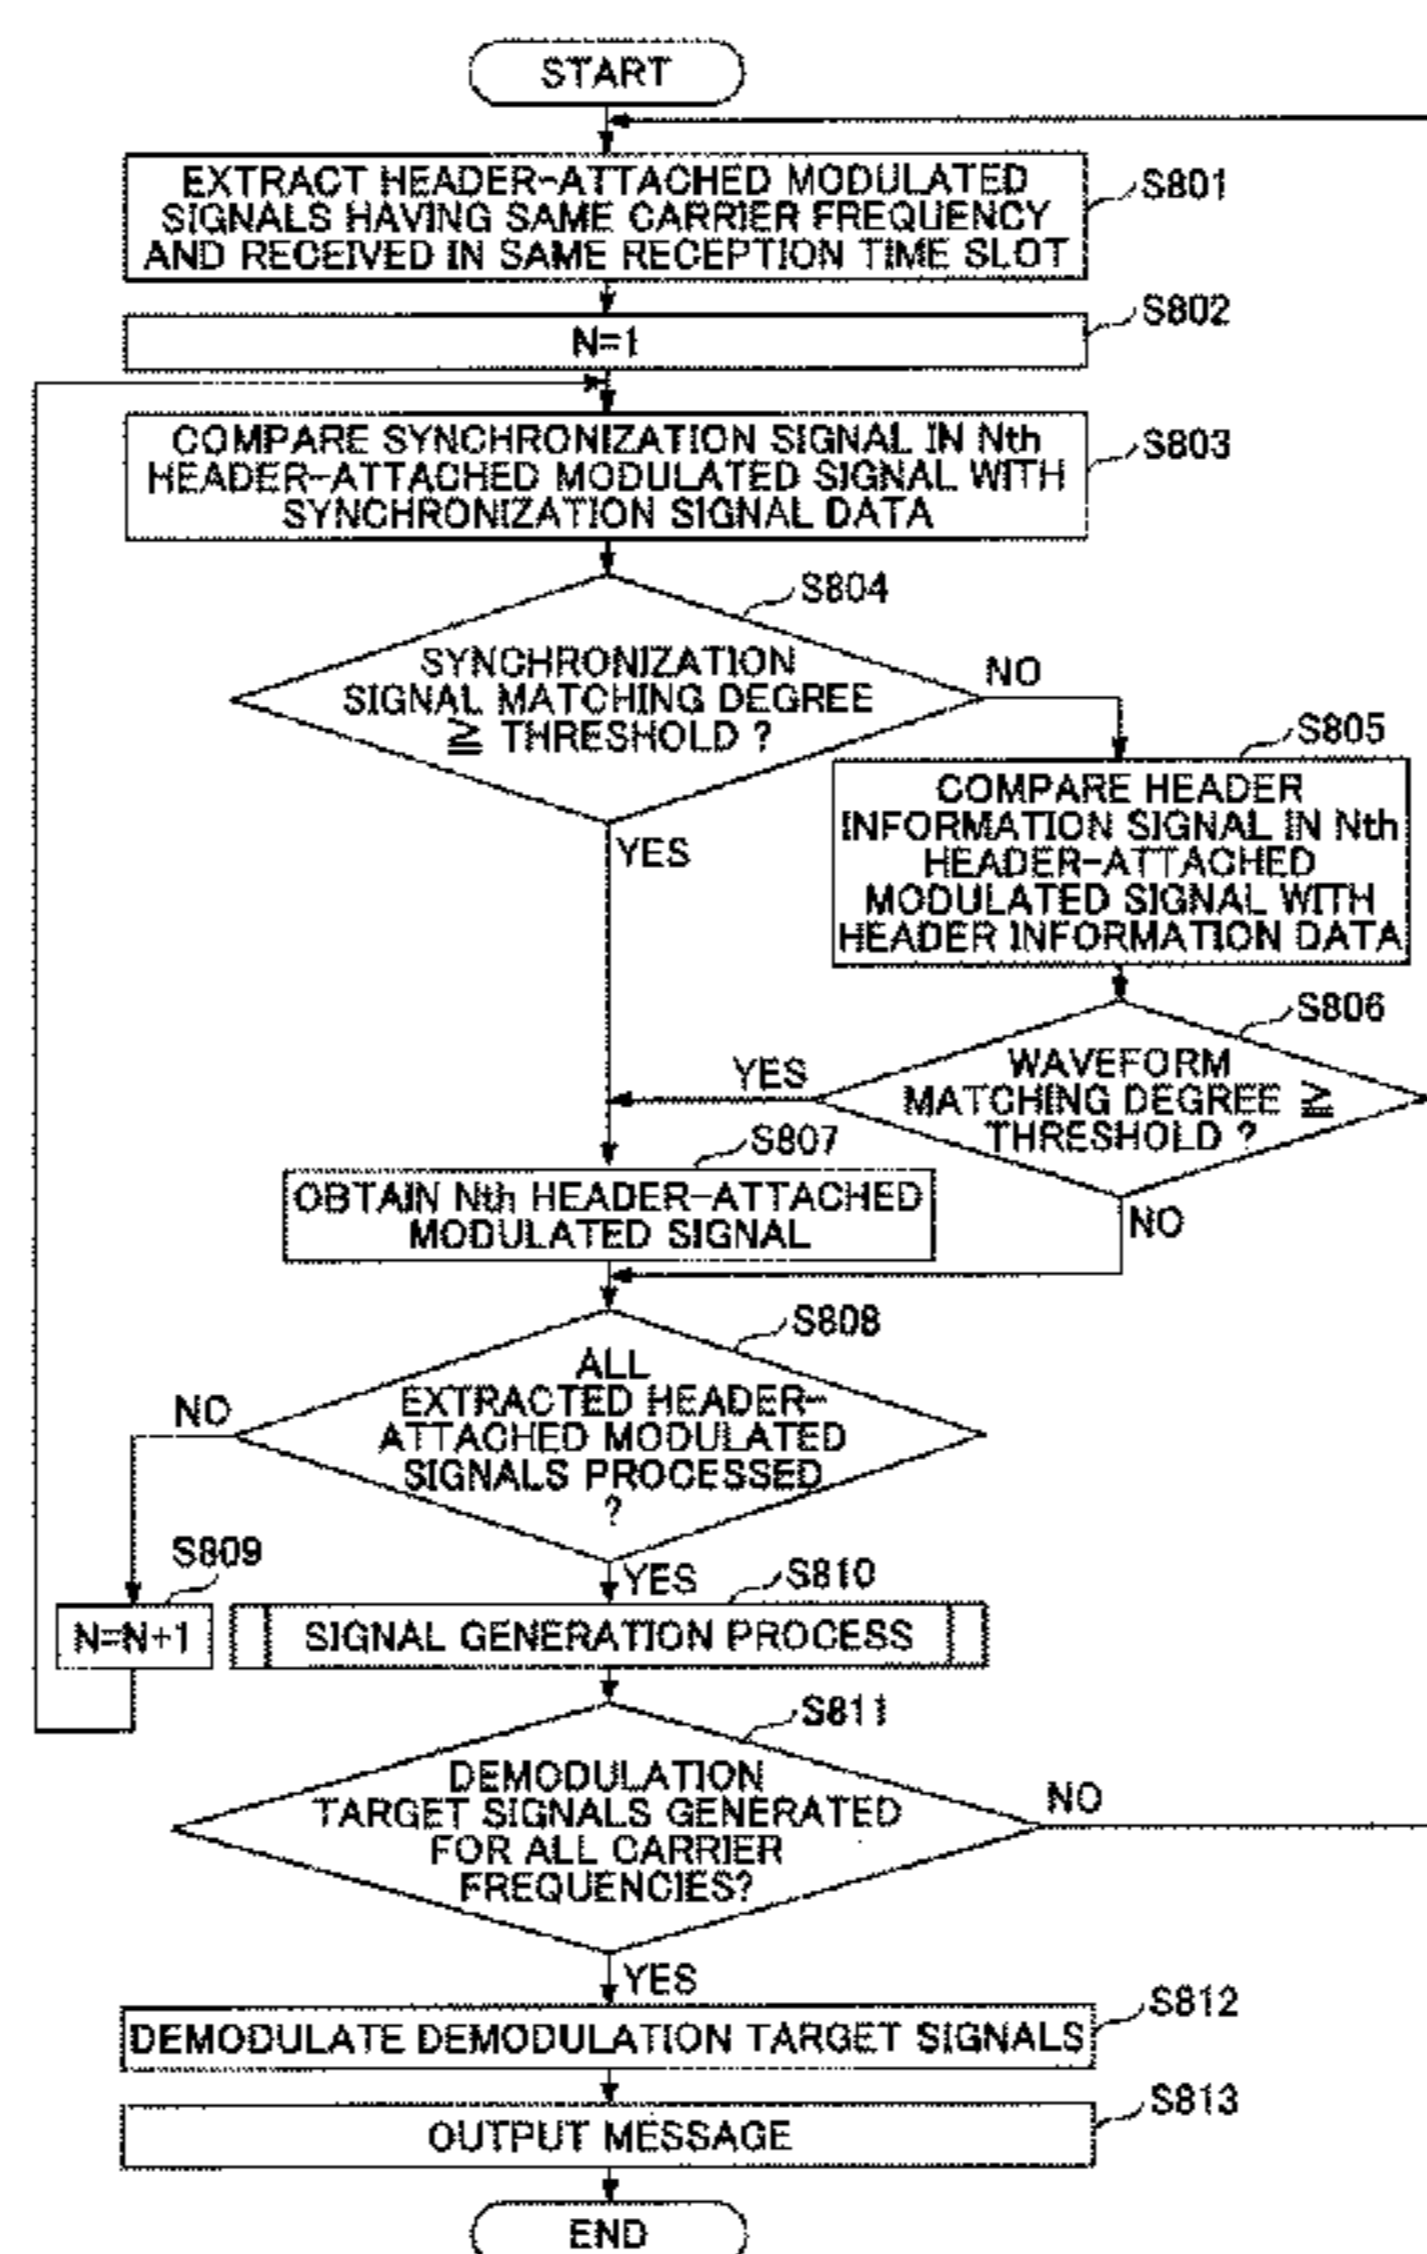 START
EXTRACT HEADER-ATTACHED MODULATED
SIGNALS HAVING SAME CARRIER FREQUENCY
AND RECEIVED IN SAME RECEPTION TIME SLOT
S801
N=1
S802
COMPARE SYNCHRONIZATION SIGNAL IN Nth
HEADER-ATTACHED MODULATED SIGNAL WITH
SYNCHRONIZATION SIGNAL DATA
S803
S804
SYNCHRONIZATION
SIGNAL MATCHING DEGREE
≧ THRESHOLD ?
NO
YES
S805
COMPARE HEADER
INFORMATION SIGNAL IN Nth
HEADER-ATTACHED
MODULATED SIGNAL WITH
HEADER INFORMATION DATA
S806
WAVEFORM
MATCHING DEGREE ≧
THRESHOLD ?
YES
NO
S807
OBTAIN Nth HEADER-ATTACHED
MODULATED SIGNAL
S808
ALL
EXTRACTED HEADER-
ATTACHED MODULATED
SIGNALS PROCESSED
?
NO
YES
S809
N=N+1
S810
SIGNAL GENERATION PROCESS
S811
DEMODULATION
TARGET SIGNALS GENERATED
FOR ALL CARRIER
FREQUENCIES?
NO
YES
S812
DEMODULATE DEMODULATION TARGET SIGNALS
S813
OUTPUT MESSAGE
END